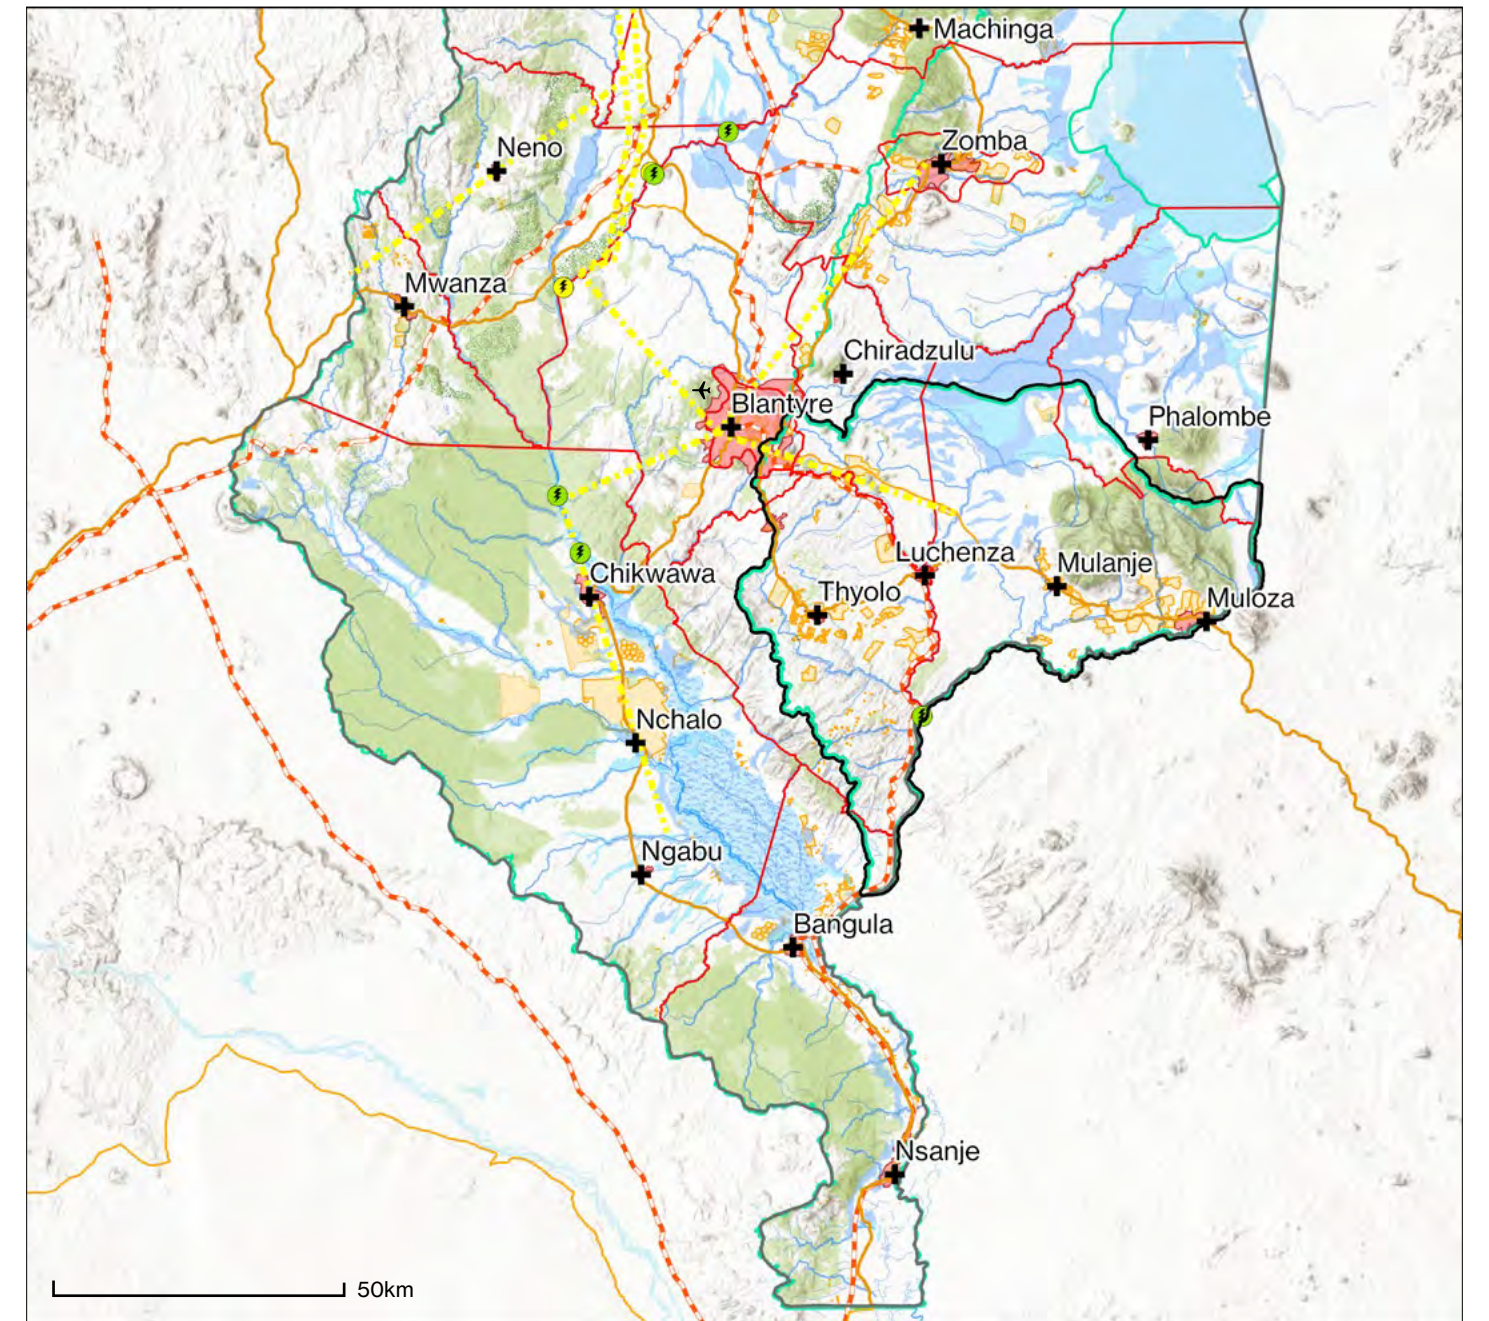 Machinga
Zomba
Neno
Mwanza
Chiradzulu
Blantyre
Phalombe
Luchenza
Mulanje
Chikwawa
Thyolo
Muloza
Nchalo
Ngabu
Bangula
Nsanje
50km